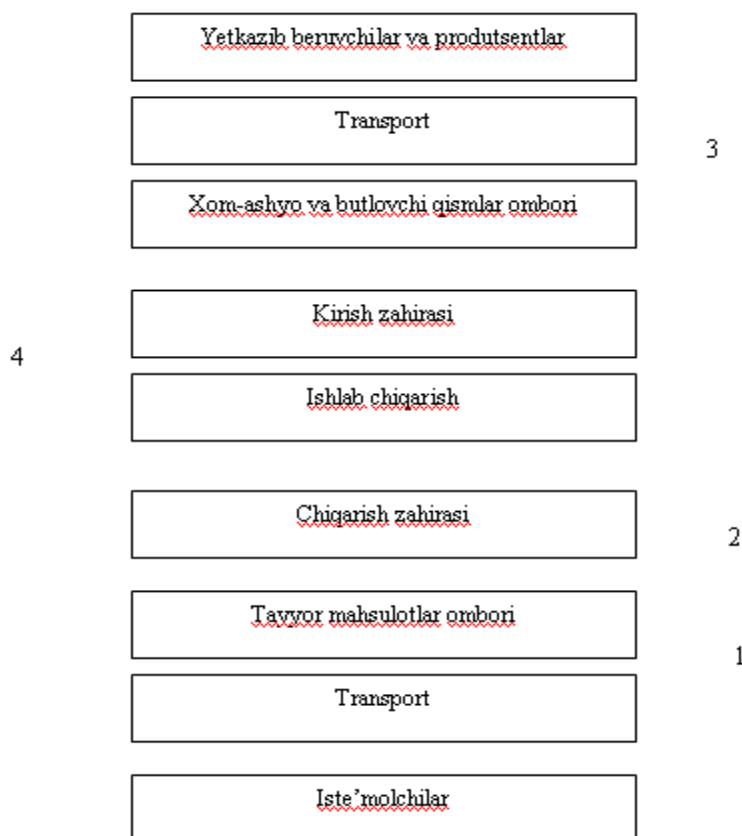 Yetkazib beruvchilar va produtsentlar
Transport
3
Xom-ashyo va butlovchi qismlar ombori
Kirish zahirasi
4
Ishlab chiqarish
Chiqarish zahirasi
2
Tayyor mahsulotlar ombori
1
Transport
Iste’molchilar